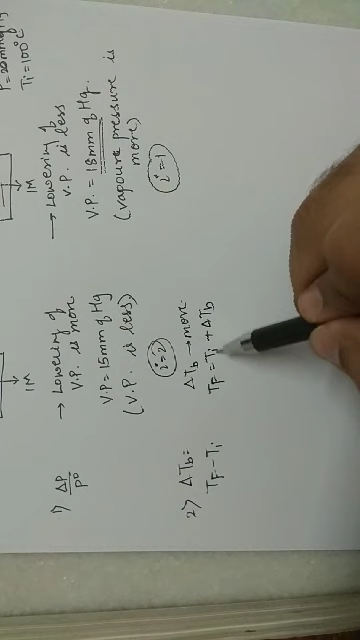 P=20mmHg
Ti=100°C
1M
1M
1) ΔP/P°
→ Lowering of
V.P. is more
V.P=15mm of Hg
(V.P. is less)
i=2
→ Lowering of
V.P. is less
V.P. = 18mm of Hg.
(vapoure pressure is
more)
i=1
2) ΔTb=
TF-Ti
ΔTb → more
TF=Ti+ΔTb